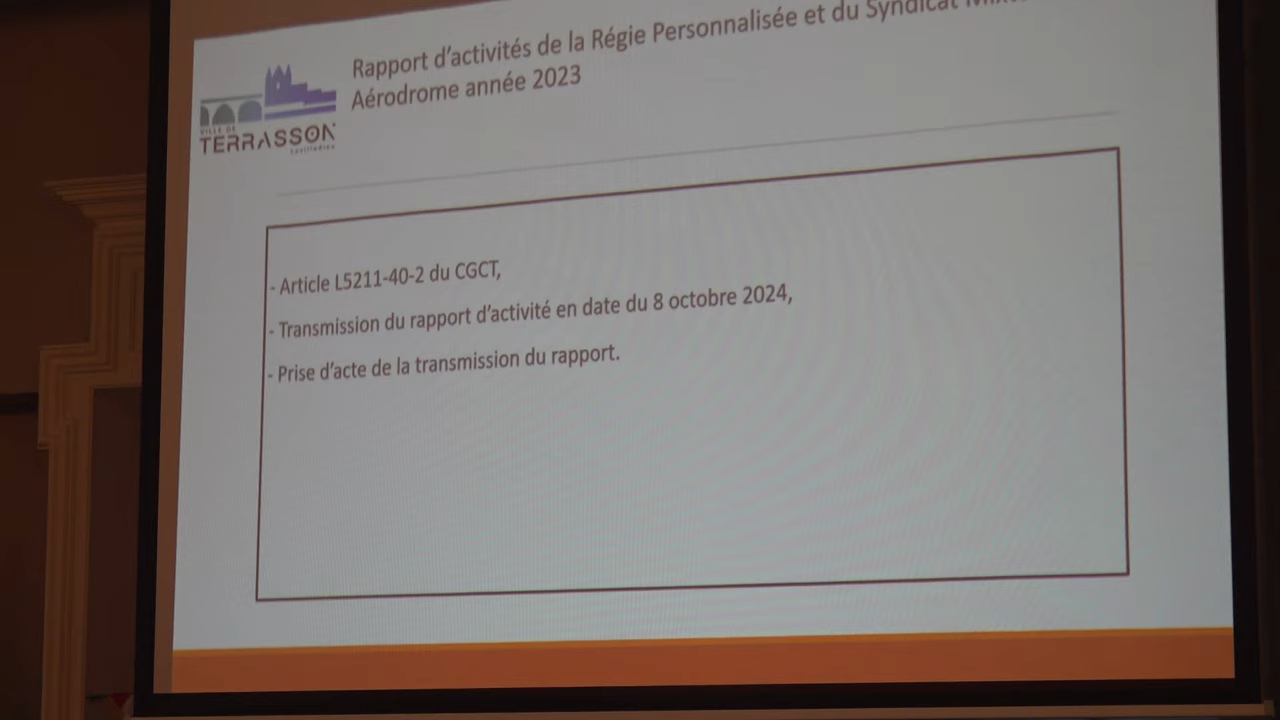 Rapport d'activités de la Régie Personnalisée et du Syndicat
Aérodrome année 2023
VILLE DE
TERRASSON
Lavilledieu
- Article L5211-40-2 du CGCT,
- Transmission du rapport d'activité en date du 8 octobre 2024,
- Prise d'acte de la transmission du rapport.